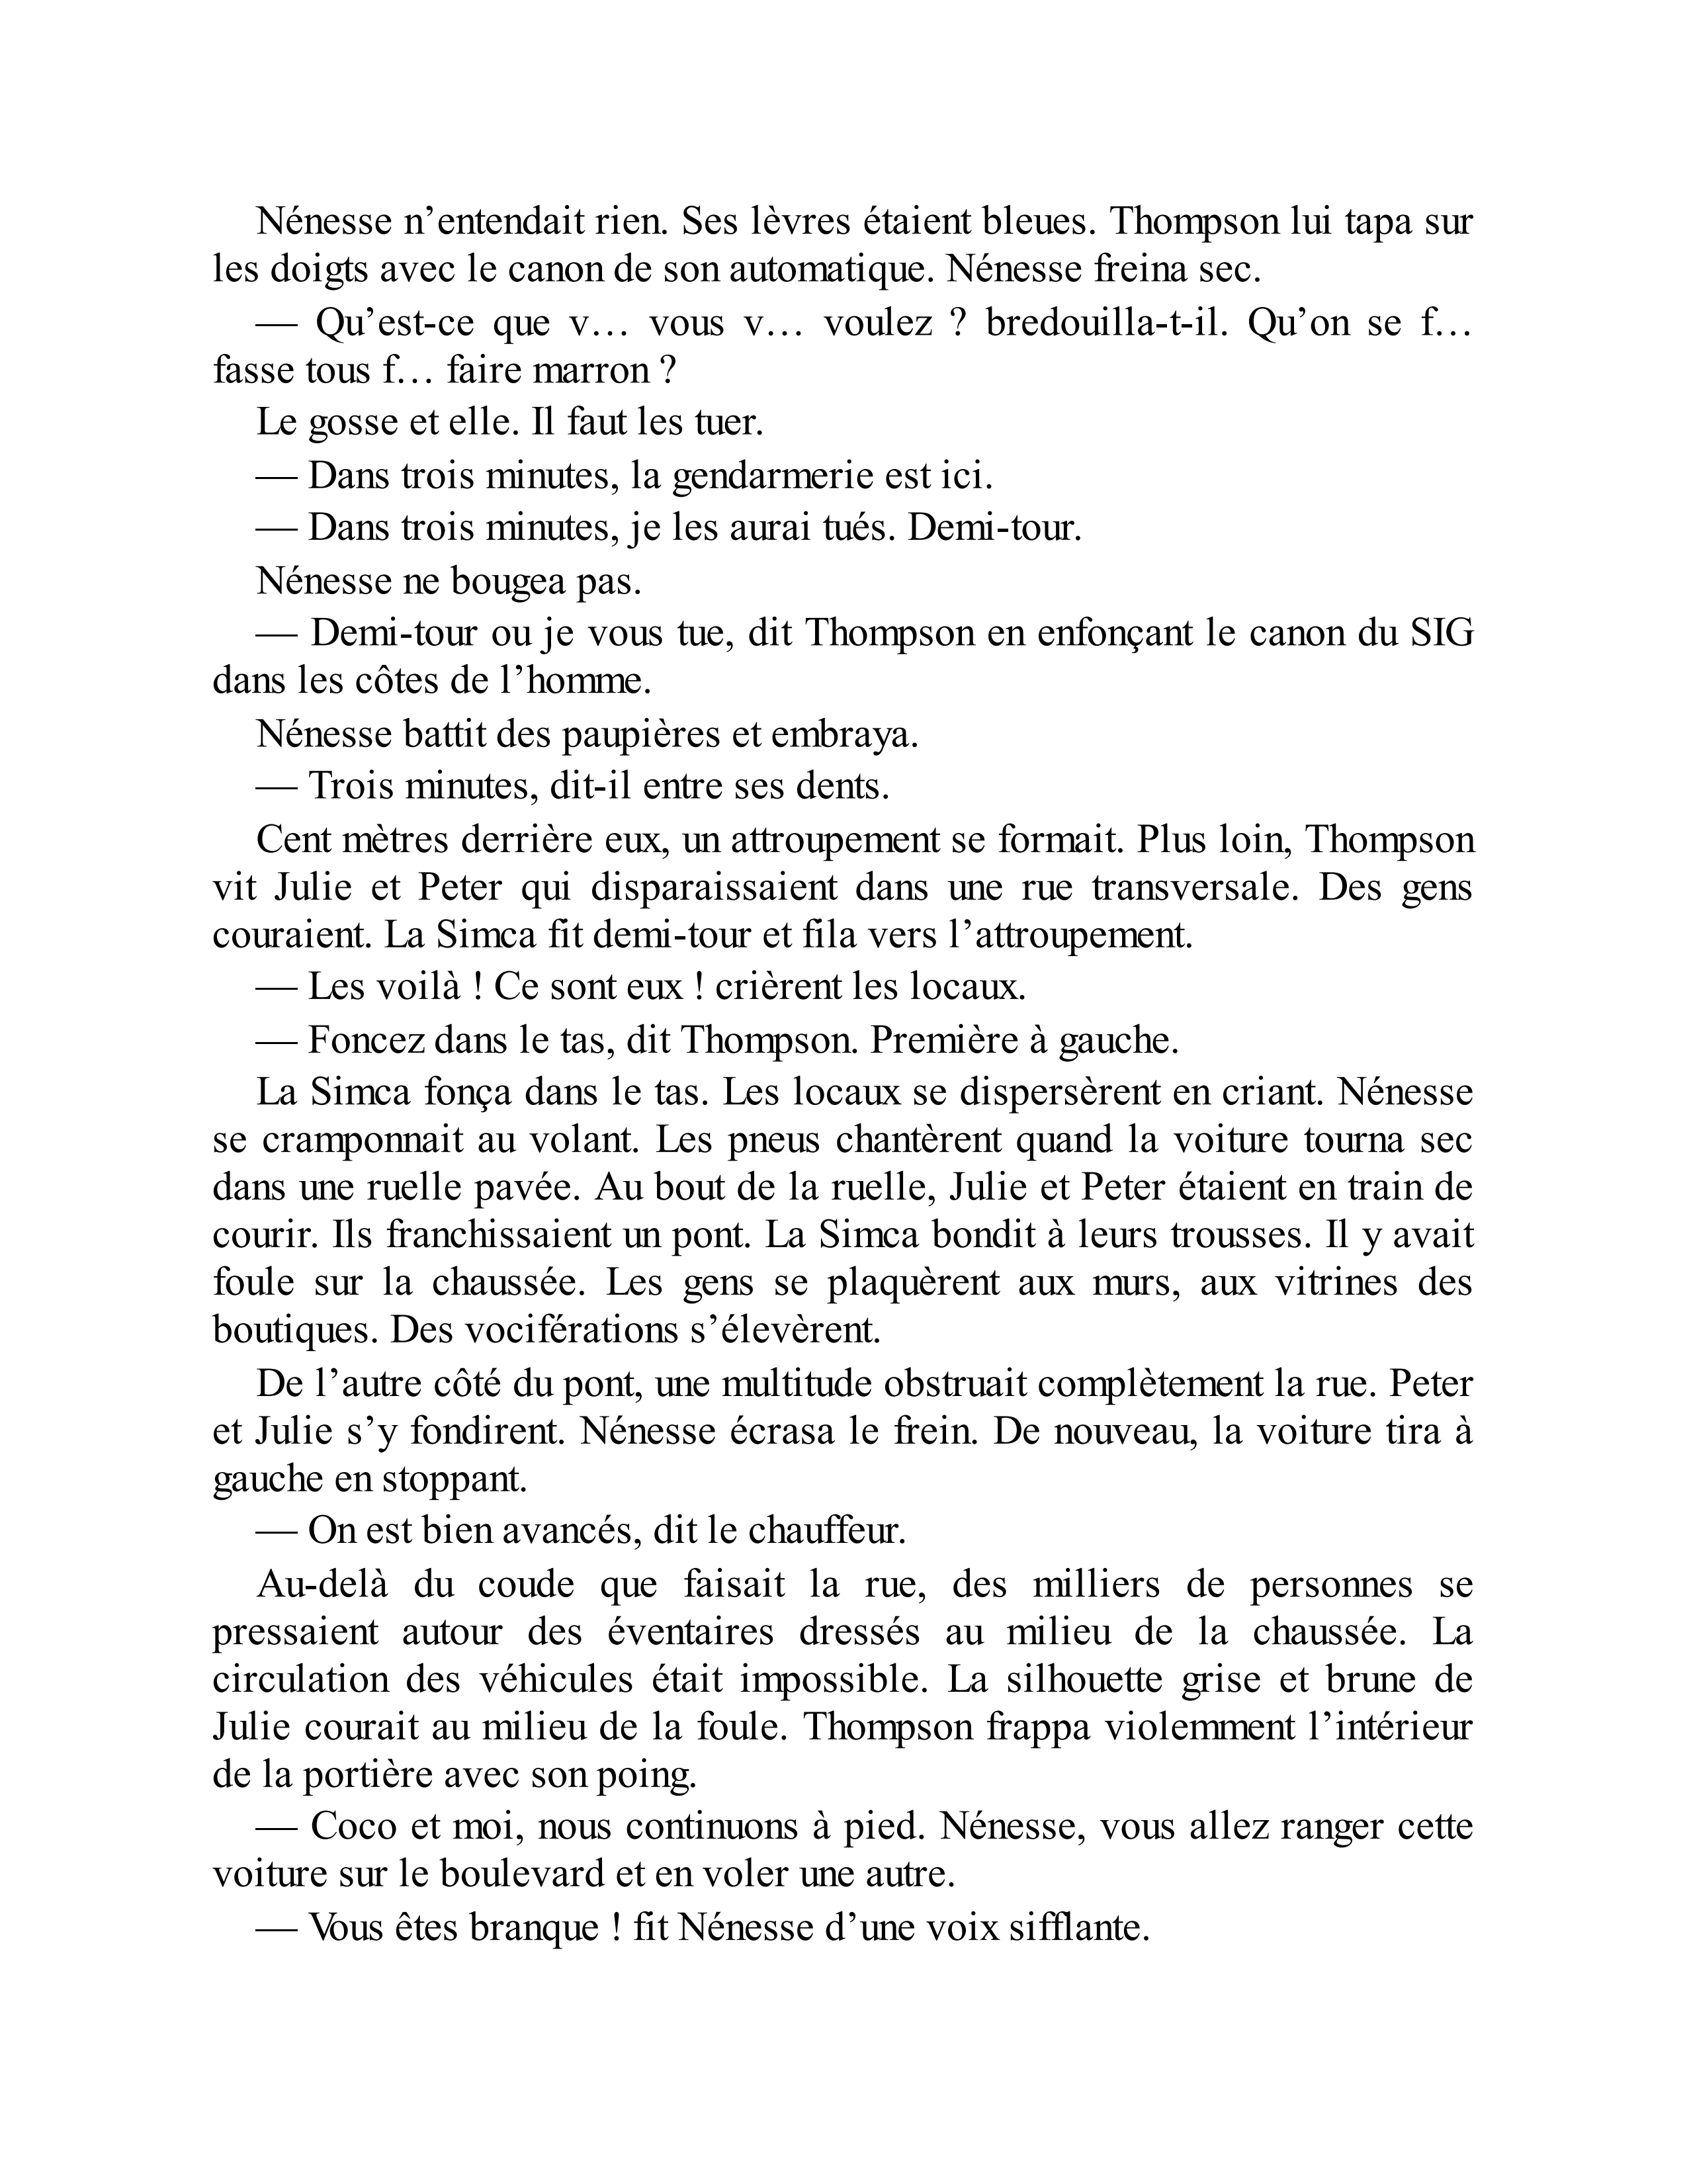 Nénesse n’entendait rien. Ses lèvres étaient bleues. Thompson lui tapa sur
les doigts avec le canon de son automatique. Nénesse freina sec.
— Qu’est-ce que v… vous v… voulez ? bredouilla-t-il. Qu’on se f…
fasse tous f… faire marron ?
Le gosse et elle. Il faut les tuer.
— Dans trois minutes, la gendarmerie est ici.
— Dans trois minutes, je les aurai tués. Demi-tour.
Nénesse ne bougea pas.
— Demi-tour ou je vous tue, dit Thompson en enfonçant le canon du SIG
dans les côtes de l’homme.
Nénesse battit des paupières et embraya.
— Trois minutes, dit-il entre ses dents.
Cent mètres derrière eux, un attroupement se formait. Plus loin, Thompson
vit Julie et Peter qui disparaissaient dans une rue transversale. Des gens
couraient. La Simca fit demi-tour et fila vers l’attroupement.
— Les voilà ! Ce sont eux ! crièrent les locaux.
— Foncez dans le tas, dit Thompson. Première à gauche.
La Simca fonça dans le tas. Les locaux se dispersèrent en criant. Nénesse
se cramponnait au volant. Les pneus chantèrent quand la voiture tourna sec
dans une ruelle pavée. Au bout de la ruelle, Julie et Peter étaient en train de
courir. Ils franchissaient un pont. La Simca bondit à leurs trousses. Il y avait
foule sur la chaussée. Les gens se plaquèrent aux murs, aux vitrines des
boutiques. Des vociférations s’élevèrent.
De l’autre côté du pont, une multitude obstruait complètement la rue. Peter
et Julie s’y fondirent. Nénesse écrasa le frein. De nouveau, la voiture tira à
gauche en stoppant.
— On est bien avancés, dit le chauffeur.
Au-delà du coude que faisait la rue, des milliers de personnes se
pressaient autour des éventaires dressés au milieu de la chaussée. La
circulation des véhicules était impossible. La silhouette grise et brune de
Julie courait au milieu de la foule. Thompson frappa violemment l’intérieur
de la portière avec son poing.
— Coco et moi, nous continuons à pied. Nénesse, vous allez ranger cette
voiture sur le boulevard et en voler une autre.
— Vous êtes branque ! fit Nénesse d’une voix sifflante.